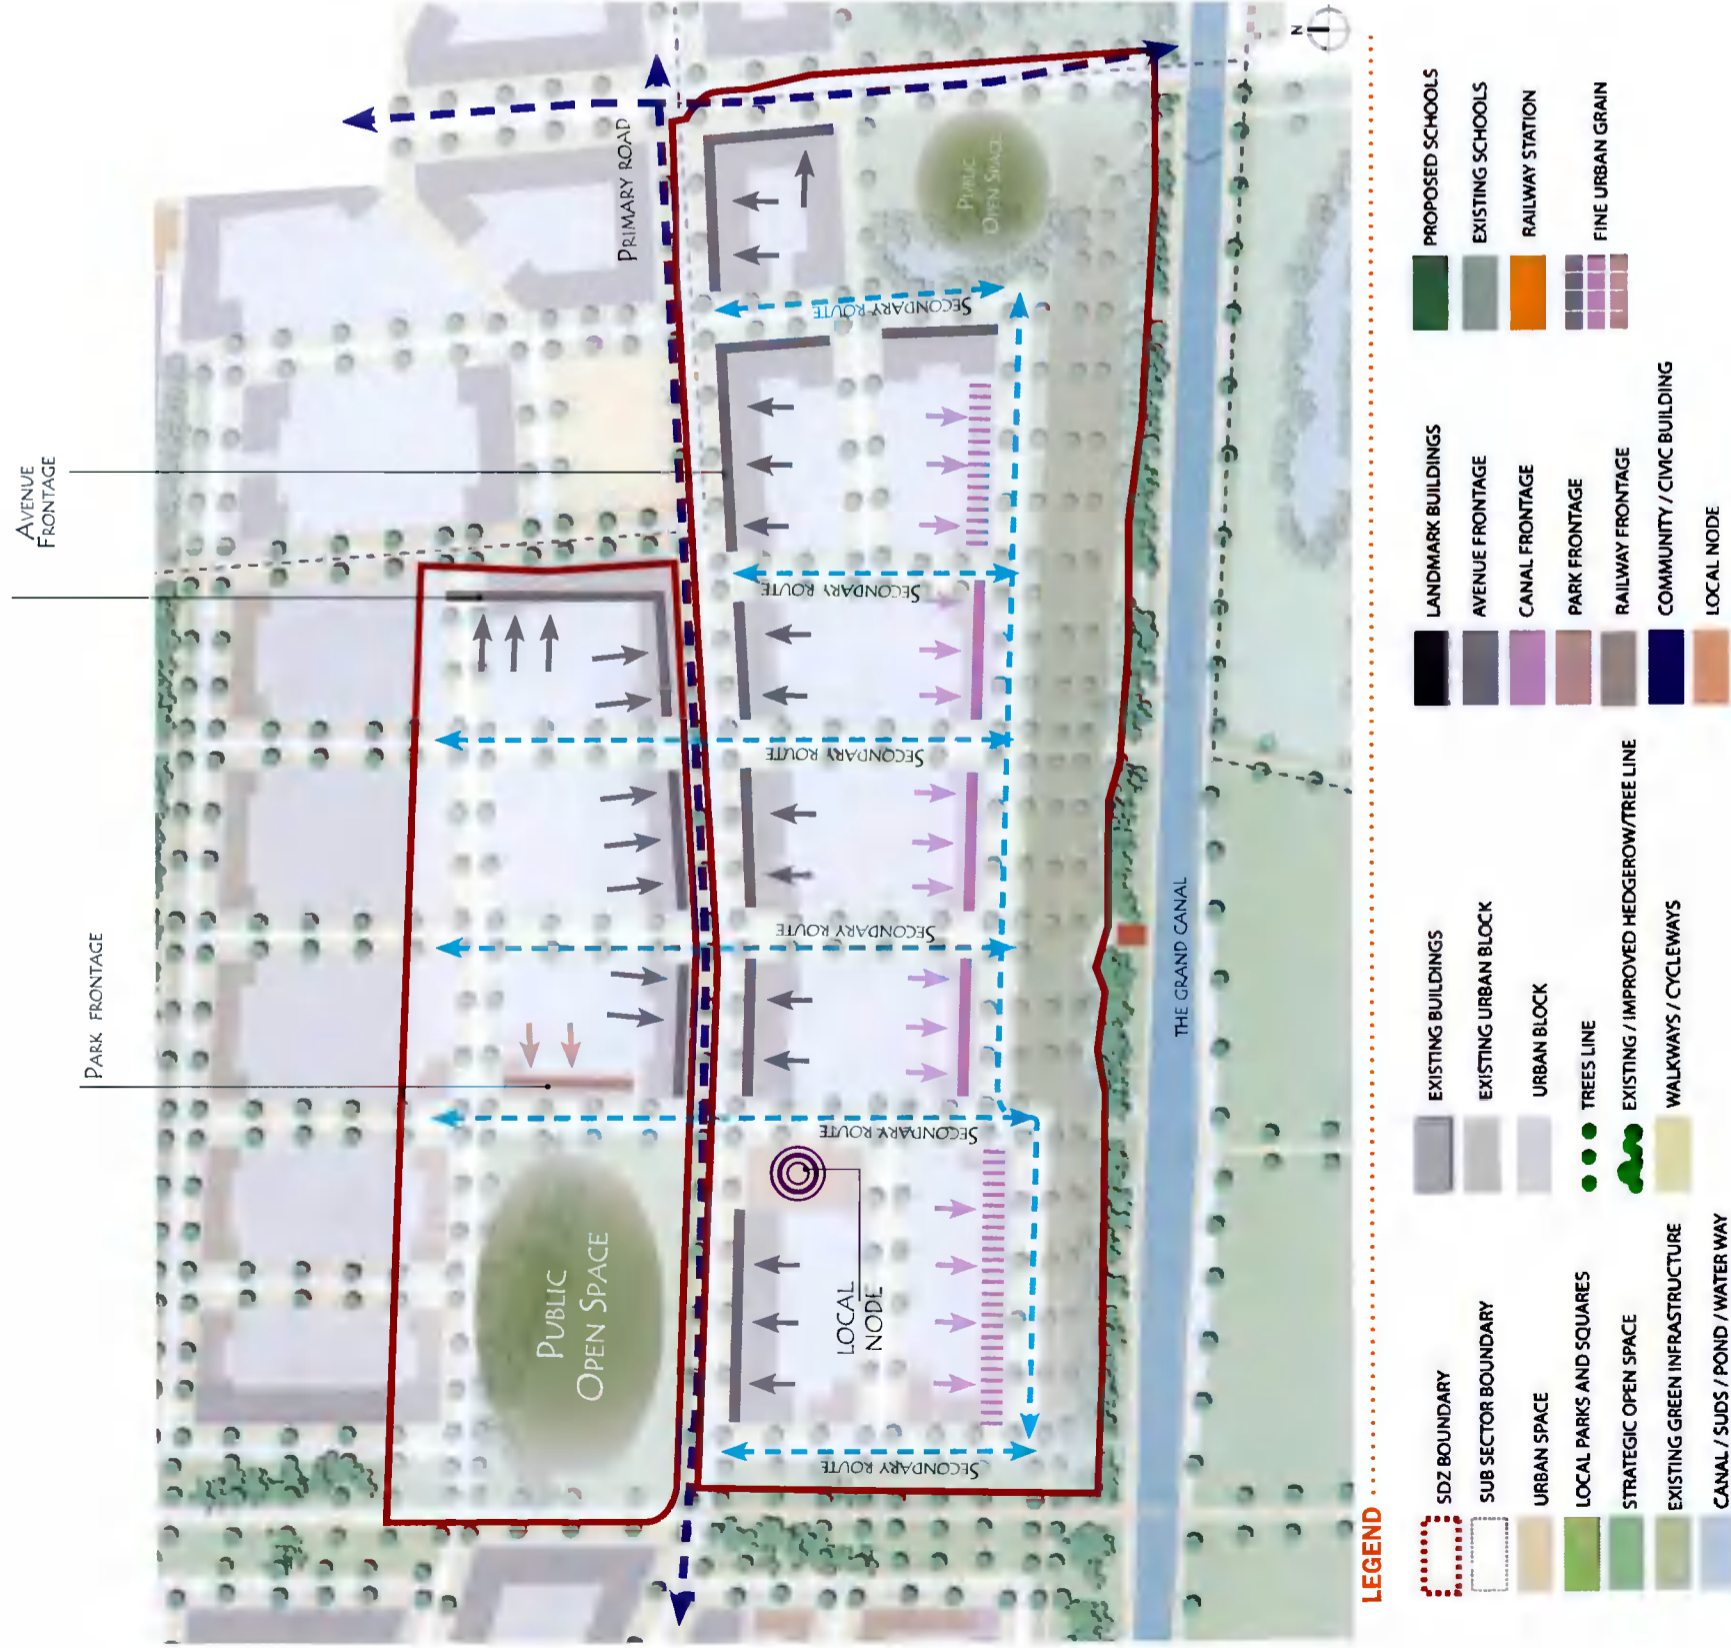 AVENUE
FRONTAGE
PARK FRONTAGE
PRIMARY ROAD
N
PUBLIC
OPEN SPACE
SECONDARY ROUTE
SECONDARY ROUTE
SECONDARY ROUTE
SECONDARY ROUTE
SECONDARY ROUTE
SECONDARY ROUTE
PUBLIC
OPEN SPACE
LOCAL
NODE
THE GRAND CANAL
LEGEND
SDZ BOUNDARY
SUB SECTOR BOUNDARY
URBAN SPACE
LOCAL PARKS AND SQUARES
STRATEGIC OPEN SPACE
EXISTING GREEN INFRASTRUCTURE
CANAL / SUDS / POND / WATER WAY
EXISTING BUILDINGS
EXISTING URBAN BLOCK
URBAN BLOCK
TREES LINE
EXISTING / IMPROVED HEDGEROW/TREE LINE
WALKWAYS / CYCLEWAYS
LANDMARK BUILDINGS
AVENUE FRONTAGE
CANAL FRONTAGE
PARK FRONTAGE
RAILWAY FRONTAGE
COMMUNITY / CIVIC BUILDING
LOCAL NODE
PROPOSED SCHOOLS
EXISTING SCHOOLS
RAILWAY STATION
FINE URBAN GRAIN